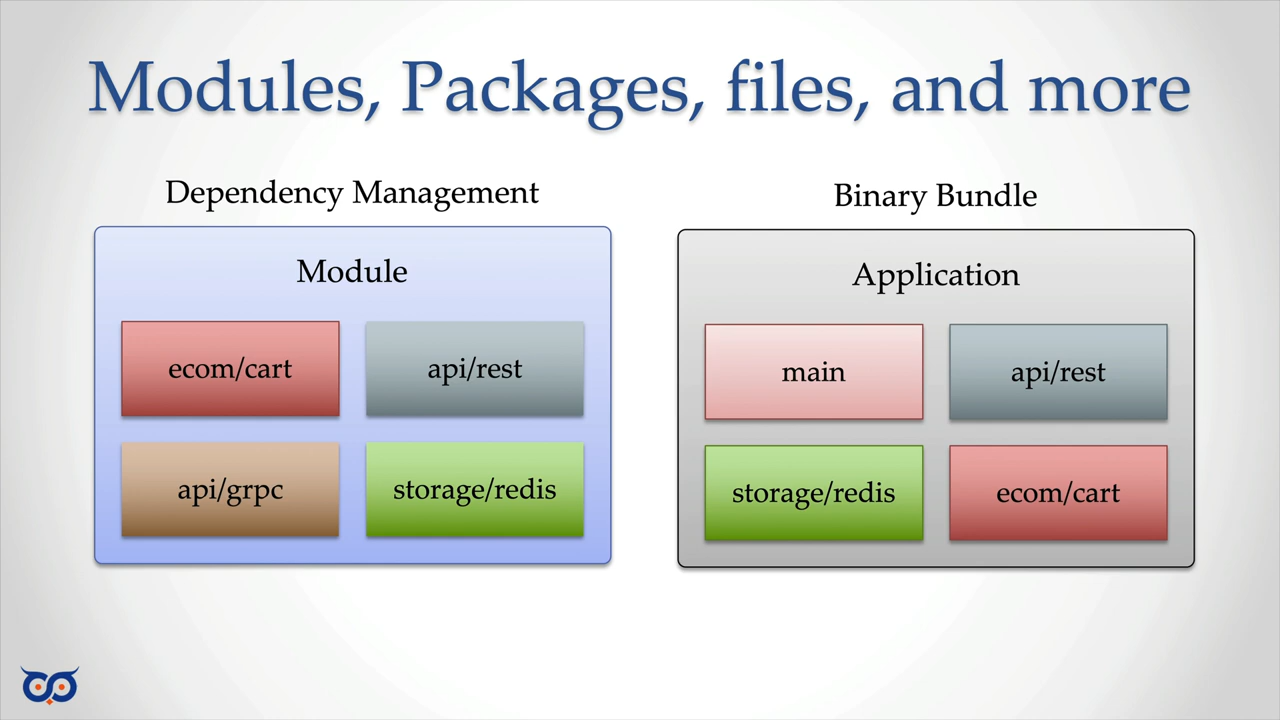 Modules, Packages, files, and more
Dependency Management
Module
ecom/cart
api/rest
api/grpc
storage/redis
Binary Bundle
Application
main
api/rest
storage/redis
ecom/cart